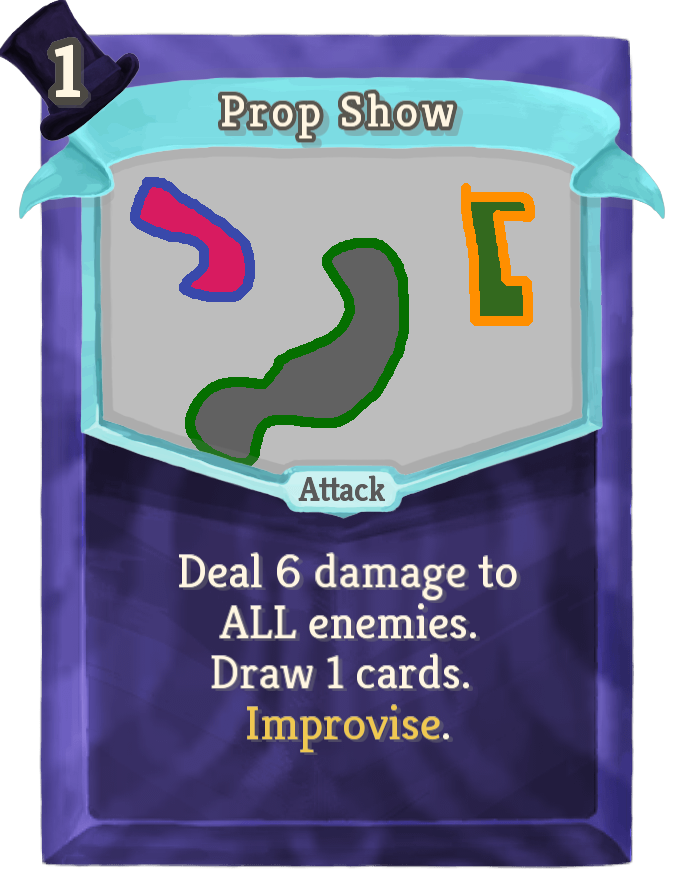 1
Prop Show
Attack
Deal 6 damage to
ALL enemies.
Draw 1 cards.
Improvise.